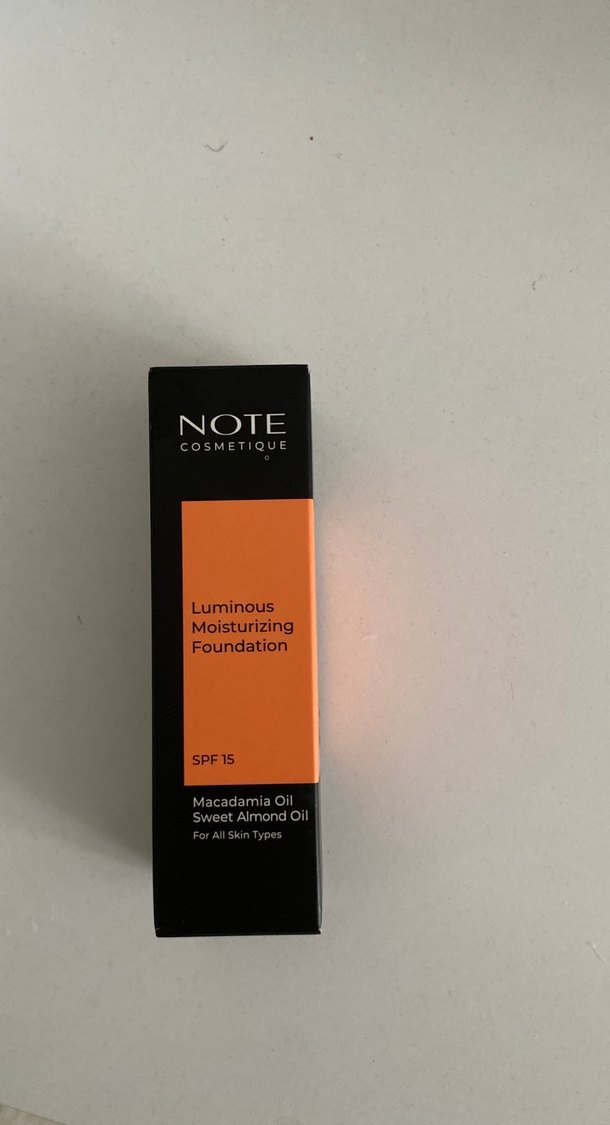 NOTE
COSMETIQUE
Luminous
Moisturizing
Foundation
SPF 15
Macadamia Oil
Sweet Almond Oil
For All Skin Types